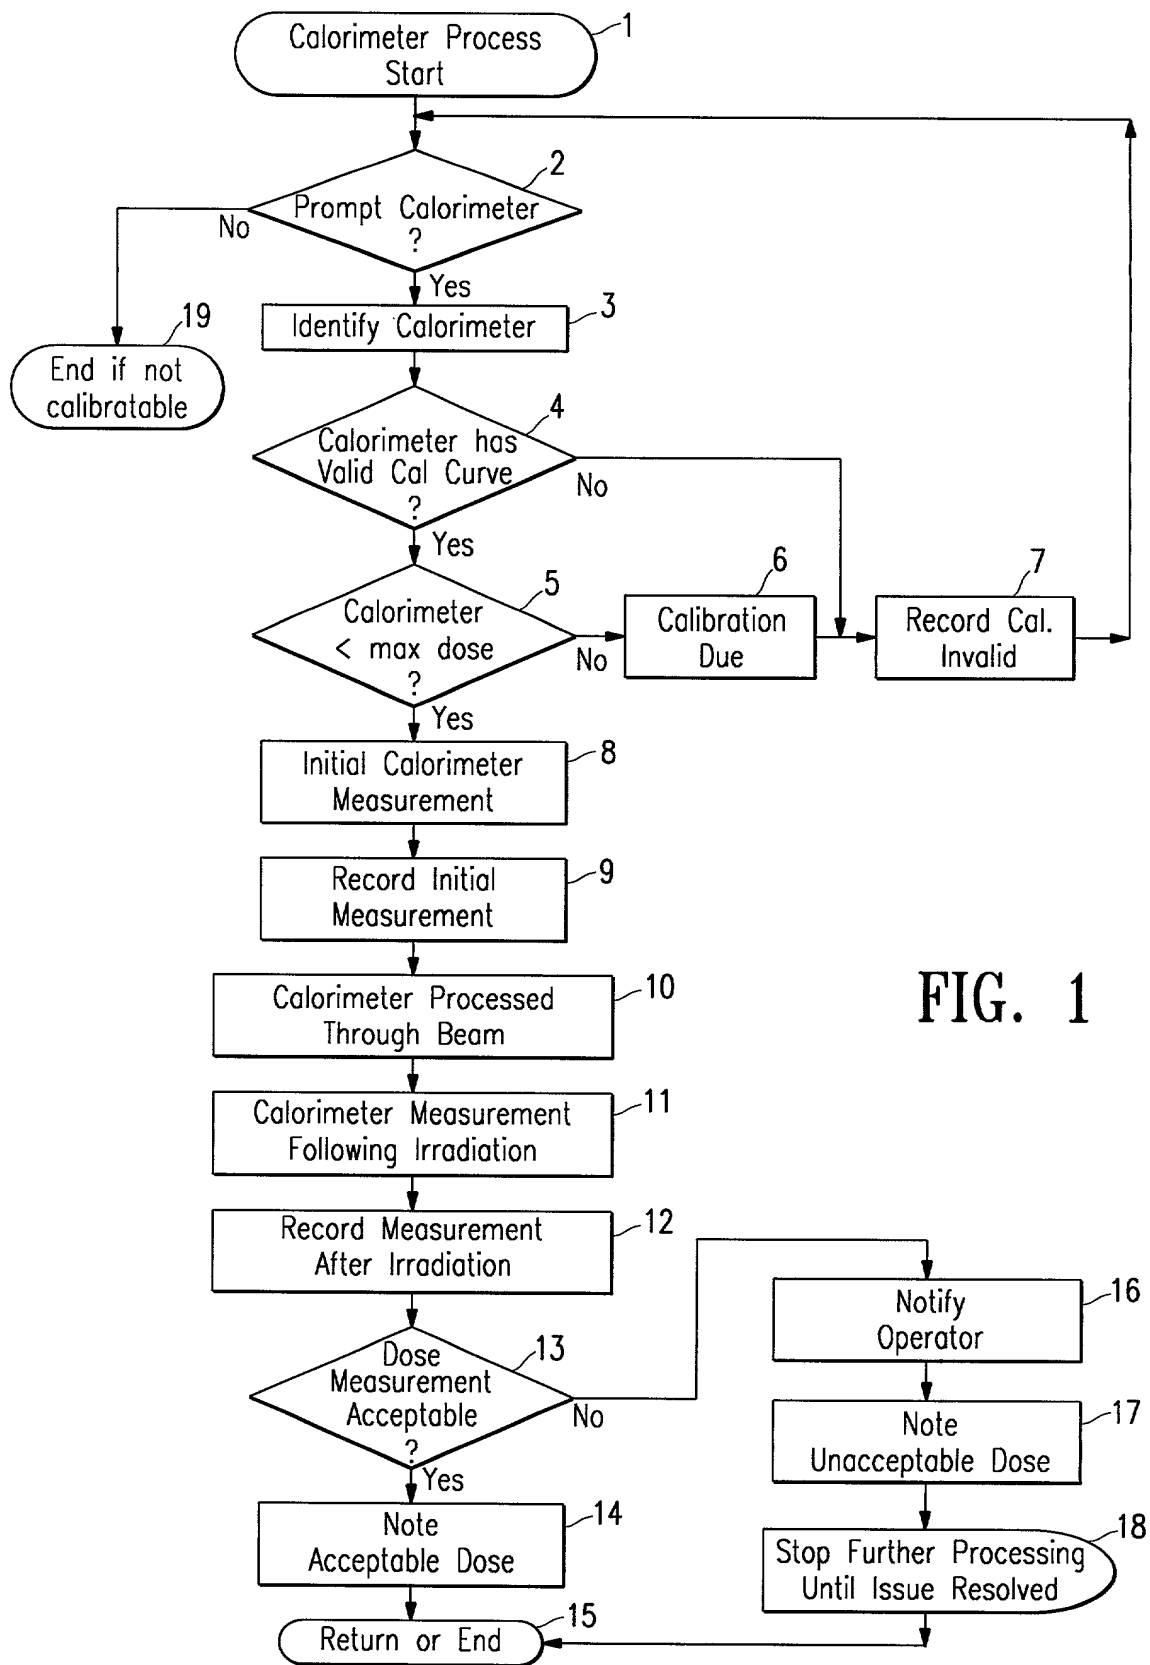 Calorimeter Process
Start
1
2
Prompt Calorimeter
?
No
Yes
3
Identify Calorimeter
19
End if not
calibratable
4
Calorimeter has
Valid Cal Curve
?
No
Yes
5
Calorimeter
< max dose
?
No
Yes
6
Calibration
Due
7
Record Cal.
Invalid
8
Initial Calorimeter
Measurement
9
Record Initial
Measurement
10
Calorimeter Processed
Through Beam
FIG. 1
11
Calorimeter Measurement
Following Irradiation
12
Record Measurement
After Irradiation
13
Dose
Measurement
Acceptable
?
No
Yes
16
Notify
Operator
17
Note
Unacceptable Dose
14
Note
Acceptable Dose
18
Stop Further Processing
Until Issue Resolved
15
Return or End